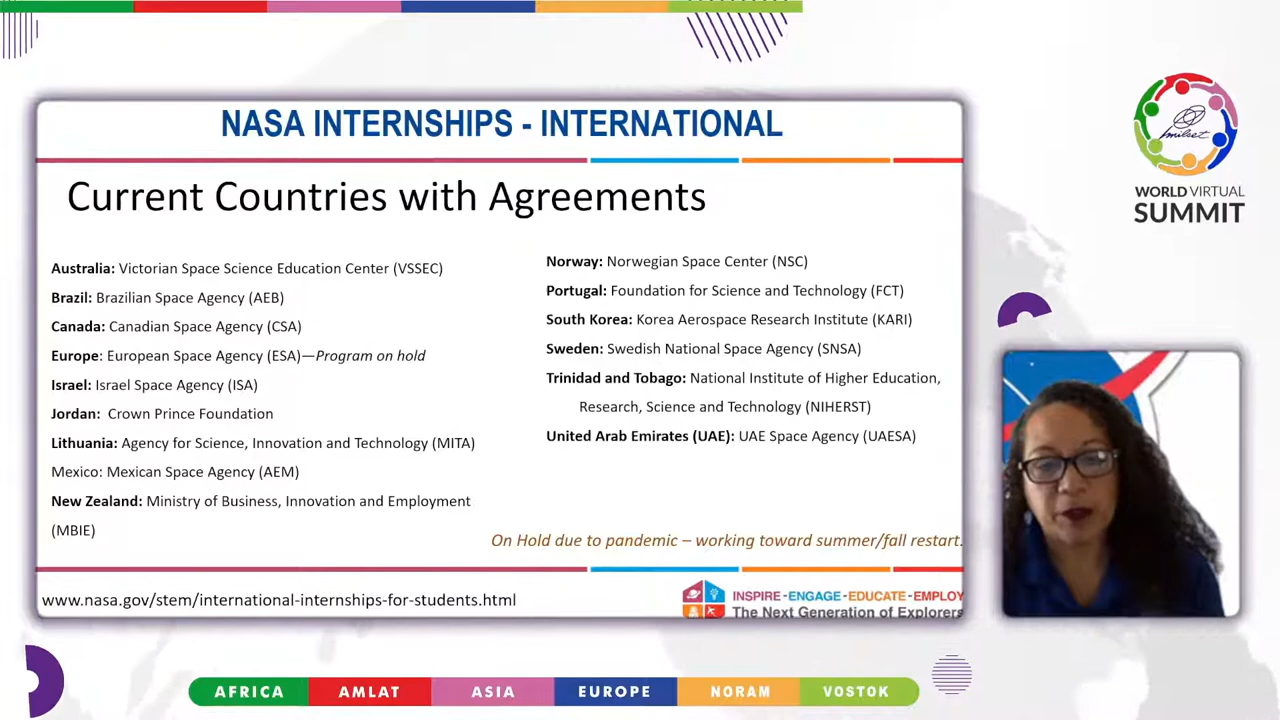 NASA INTERNSHIPS - INTERNATIONAL
Current Countries with Agreements
Australia: Victorian Space Science Education Center (VSSEC)
Brazil: Brazilian Space Agency (AEB)
Canada: Canadian Space Agency (CSA)
Europe: European Space Agency (ESA)—Program on hold
Israel: Israel Space Agency (ISA)
Jordan: Crown Prince Foundation
Lithuania: Agency for Science, Innovation and Technology (MITA)
Mexico: Mexican Space Agency (AEM)
New Zealand: Ministry of Business, Innovation and Employment
(MBIE)
Norway: Norwegian Space Center (NSC)
Portugal: Foundation for Science and Technology (FCT)
South Korea: Korea Aerospace Research Institute (KARI)
Sweden: Swedish National Space Agency (SNSA)
Trinidad and Tobago: National Institute of Higher Education,
Research, Science and Technology (NIHERST)
United Arab Emirates (UAE): UAE Space Agency (UAESA)
On Hold due to pandemic – working toward summer/fall restart.
www.nasa.gov/stem/international-internships-for-students.html
INSPIRE - ENGAGE - EDUCATE - EMPLOY
The Next Generation of Explorers
milset
WORLD VIRTUAL
SUMMIT
AFRICA AMLAT ASIA EUROPE NORAM VOSTOK